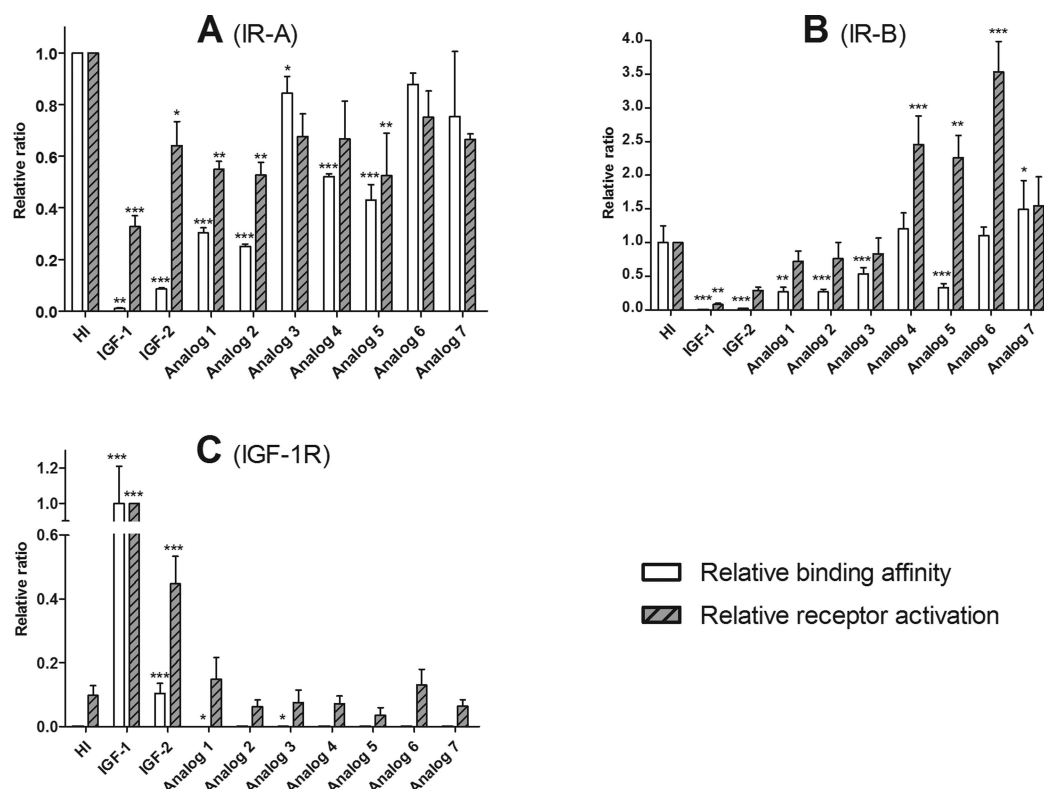 A (IR-A)
Relative ratio
1.0
0.8
0.6
0.4
0.2
0.0
*
***
**
*
***
**
***
**
***
*
***
**
***
HI
IGF-1
IGF-2
Analog 1
Analog 2
Analog 3
Analog 4
Analog 5
Analog 6
Analog 7
B (IR-B)
Relative ratio
4.0
3.5
3.0
2.5
2.0
1.5
1.0
0.5
0.0
***
**
***
**
***
***
***
**
***
***
*
HI
IGF-1
IGF-2
Analog 1
Analog 2
Analog 3
Analog 4
Analog 5
Analog 6
Analog 7
C (IGF-1R)
Relative ratio
1.2
1.0
0.6
0.4
0.2
0.0
***
***
***
***
*
*
HI
IGF-1
IGF-2
Analog 1
Analog 2
Analog 3
Analog 4
Analog 5
Analog 6
Analog 7
Relative binding affinity
Relative receptor activation